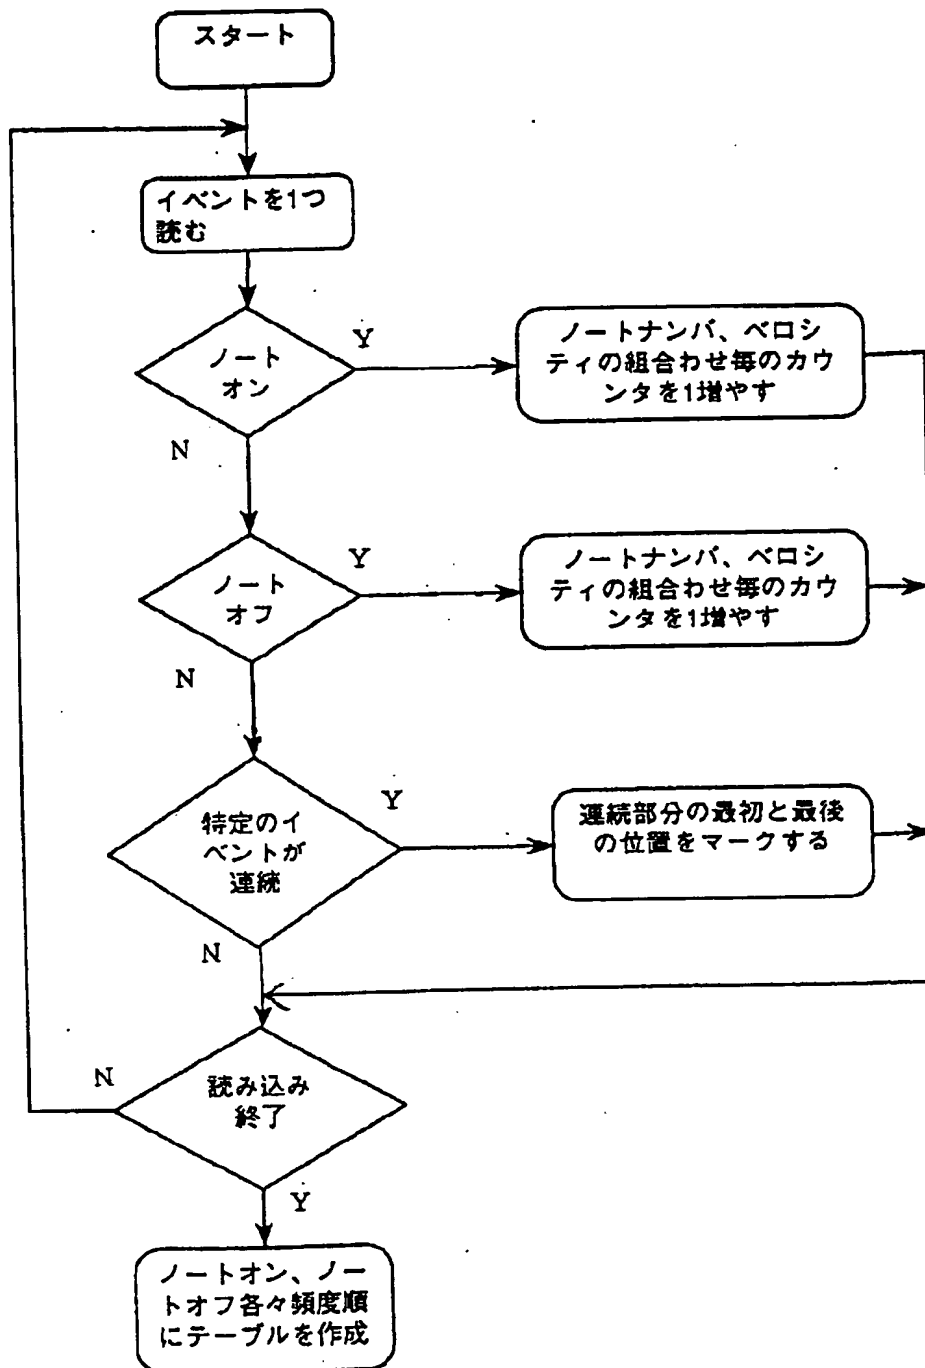 スタート
イベントを1つ
読む
ノート
オン
Y
ノートナンバ、ベロシ
ティの組合わせ毎のカウ
ンタを1増やす
N
ノート
オフ
Y
ノートナンバ、ベロシ
ティの組合わせ毎のカウ
ンタを1増やす
N
特定のイ
ベントが
連続
Y
連続部分の最初と最後
の位置をマークする
N
読み込み
終了
N
Y
ノートオン、ノー
トオフ各々頻度順
にテーブルを作成